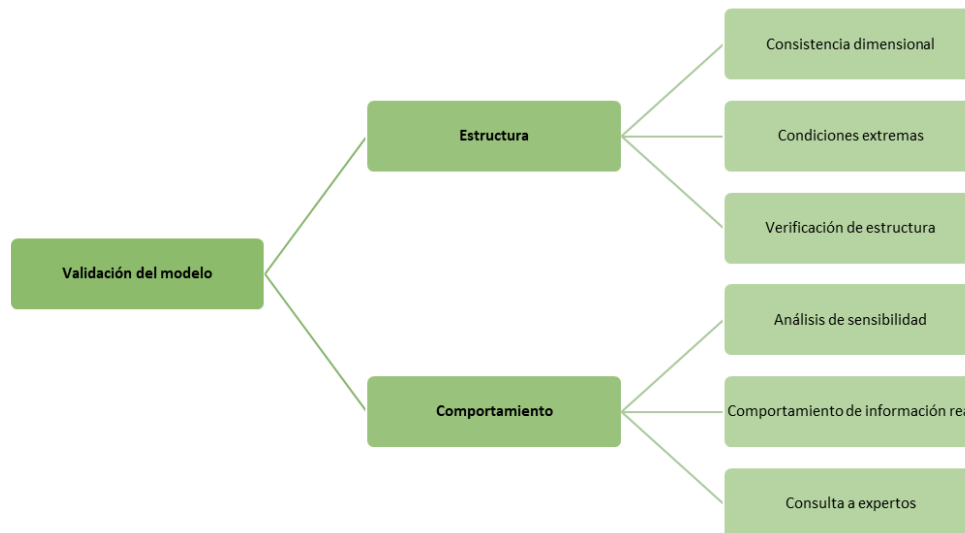 Consistencia dimensional
Estructura
Condiciones extremas
Verificación de estructura
Validación del modelo
Análisis de sensibilidad
Comportamiento
Comportamiento de información rea
Consulta a expertos